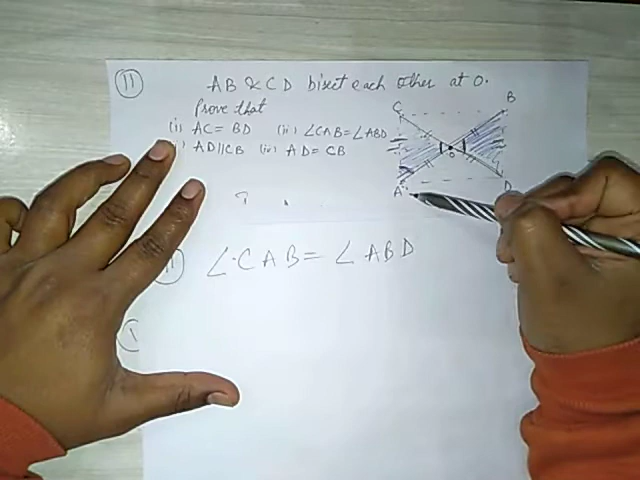 11 AB & CD bisect each other at O.
Prove that
(i) AC = BD (ii) ∠CAB = ∠ABD
) AD||CB (iv) AD = CB
C B
O
A D
∠CAB = ∠ABD